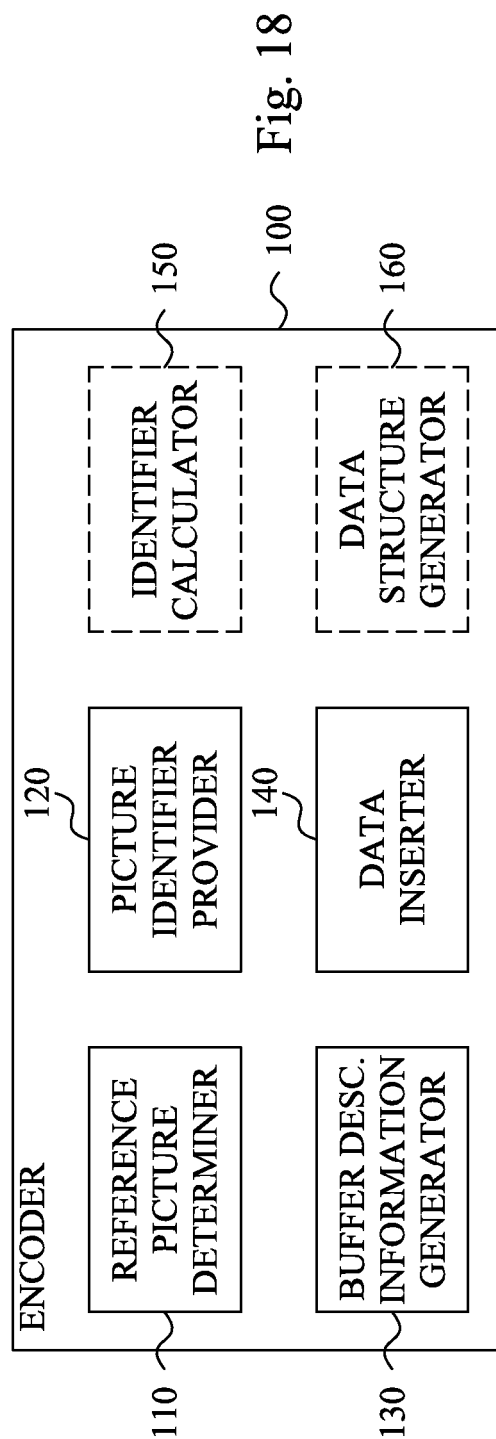 ENCODER
100
110
REFERENCE
PICTURE
DETERMINER
120
PICTURE
IDENTIFIER
PROVIDER
150
IDENTIFIER
CALCULATOR
130
BUFFER DESC.
INFORMATION
GENERATOR
140
DATA
INSERTER
160
DATA
STRUCTURE
GENERATOR
Fig. 18